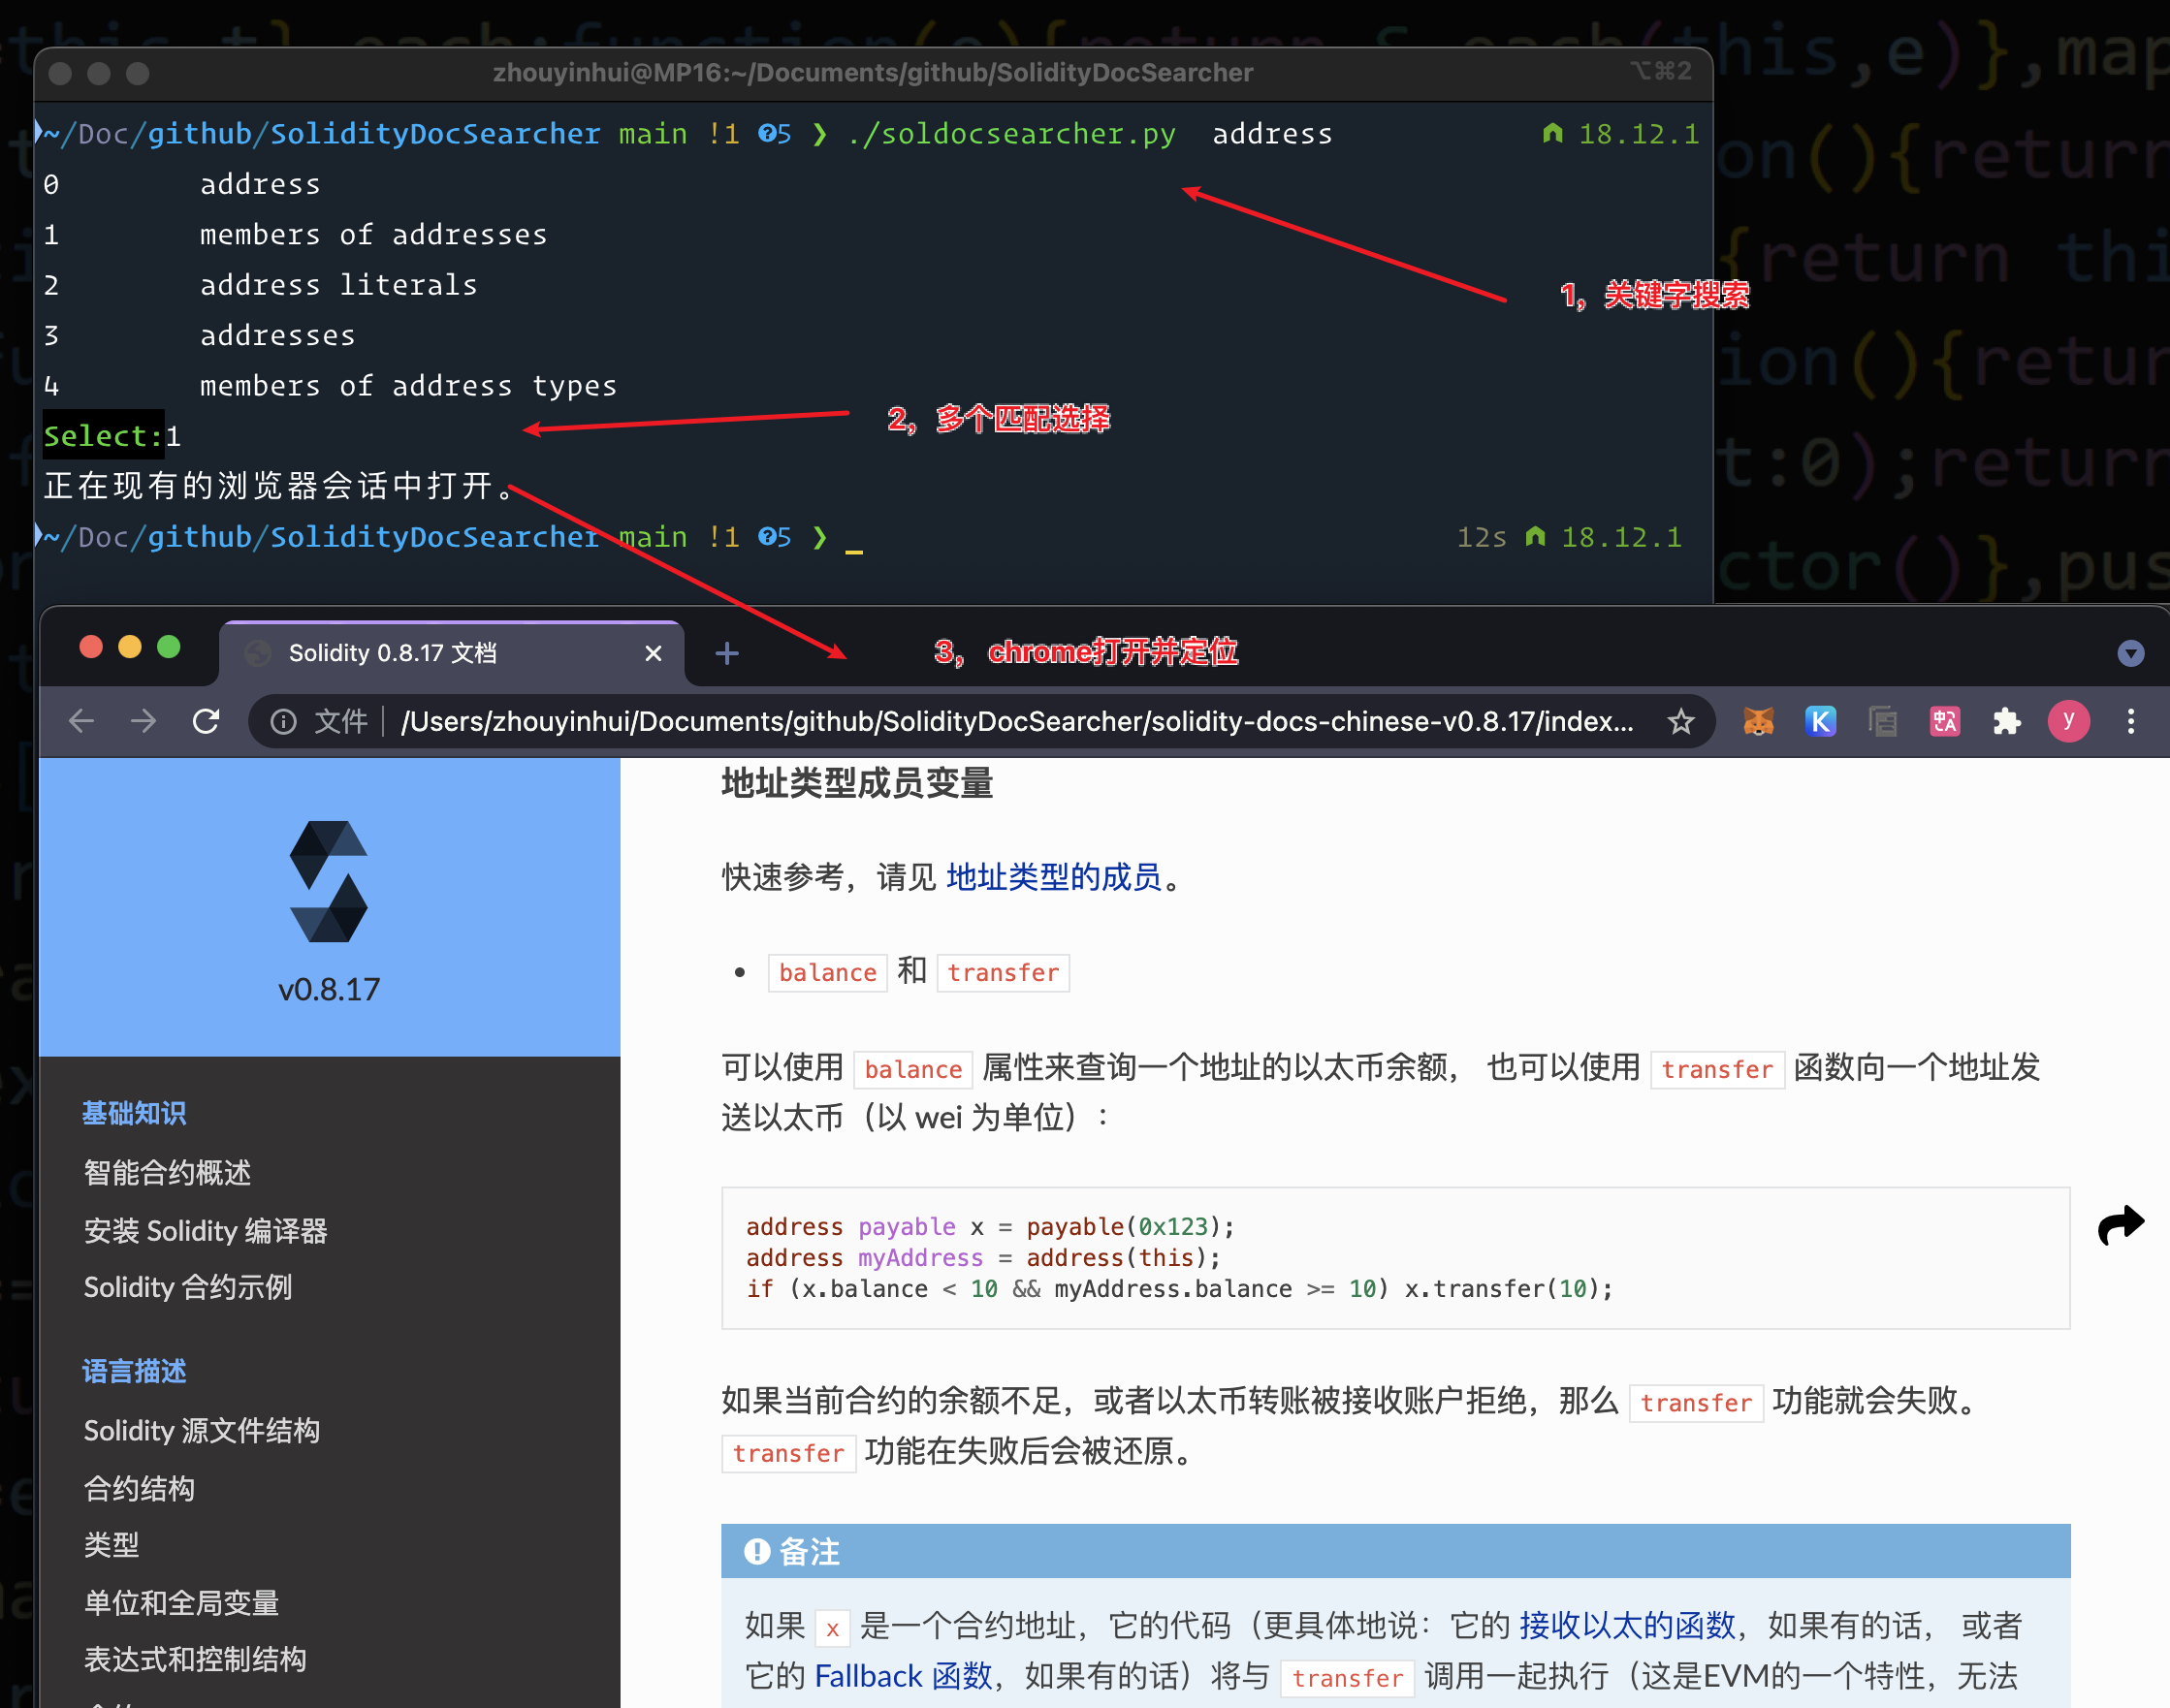 zhouyinhui@MP16:~/Documents/github/SolidityDocSearcher ⌥⌘2
~/Doc/github/SolidityDocSearcher main !1 ?5 ❯ ./soldocsearcher.py address 18.12.1
0 address
1 members of addresses
2 address literals
3 addresses
4 members of address types
Select:1
正在现有的浏览器会话中打开。
~/Doc/github/SolidityDocSearcher main !1 ?5 ❯ _ 12s 18.12.1
1，关键字搜索
2，多个匹配选择
3， chrome打开并定位
Solidity 0.8.17 文档
文件 /Users/zhouyinhui/Documents/github/SolidityDocSearcher/solidity-docs-chinese-v0.8.17/index...
K
中A
y
v0.8.17
基础知识
智能合约概述
安装 Solidity 编译器
Solidity 合约示例
语言描述
Solidity 源文件结构
合约结构
类型
单位和全局变量
表达式和控制结构
地址类型成员变量
快速参考，请见 地址类型的成员。
• balance 和 transfer
可以使用 balance 属性来查询一个地址的以太币余额， 也可以使用 transfer 函数向一个地址发
送以太币（以 wei 为单位）：
address payable x = payable(0x123);
address myAddress = address(this);
if (x.balance < 10 && myAddress.balance >= 10) x.transfer(10);
如果当前合约的余额不足，或者以太币转账被接收账户拒绝，那么 transfer 功能就会失败。
transfer 功能在失败后会被还原。
备注
如果 x 是一个合约地址，它的代码（更具体地说：它的 接收以太的函数，如果有的话， 或者
它的 Fallback 函数，如果有的话）将与 transfer 调用一起执行（这是EVM的一个特性，无法